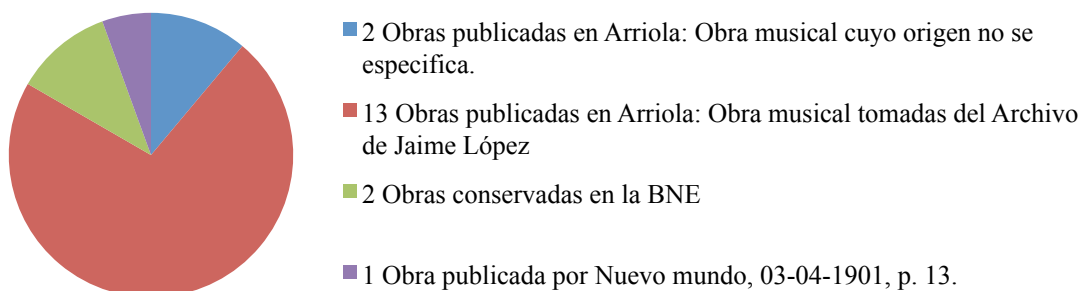 2 Obras publicadas en Arriola: Obra musical cuyo origen no se
especifica.
13 Obras publicadas en Arriola: Obra musical tomadas del Archivo
de Jaime López
2 Obras conservadas en la BNE
1 Obra publicada por Nuevo mundo, 03-04-1901, p. 13.